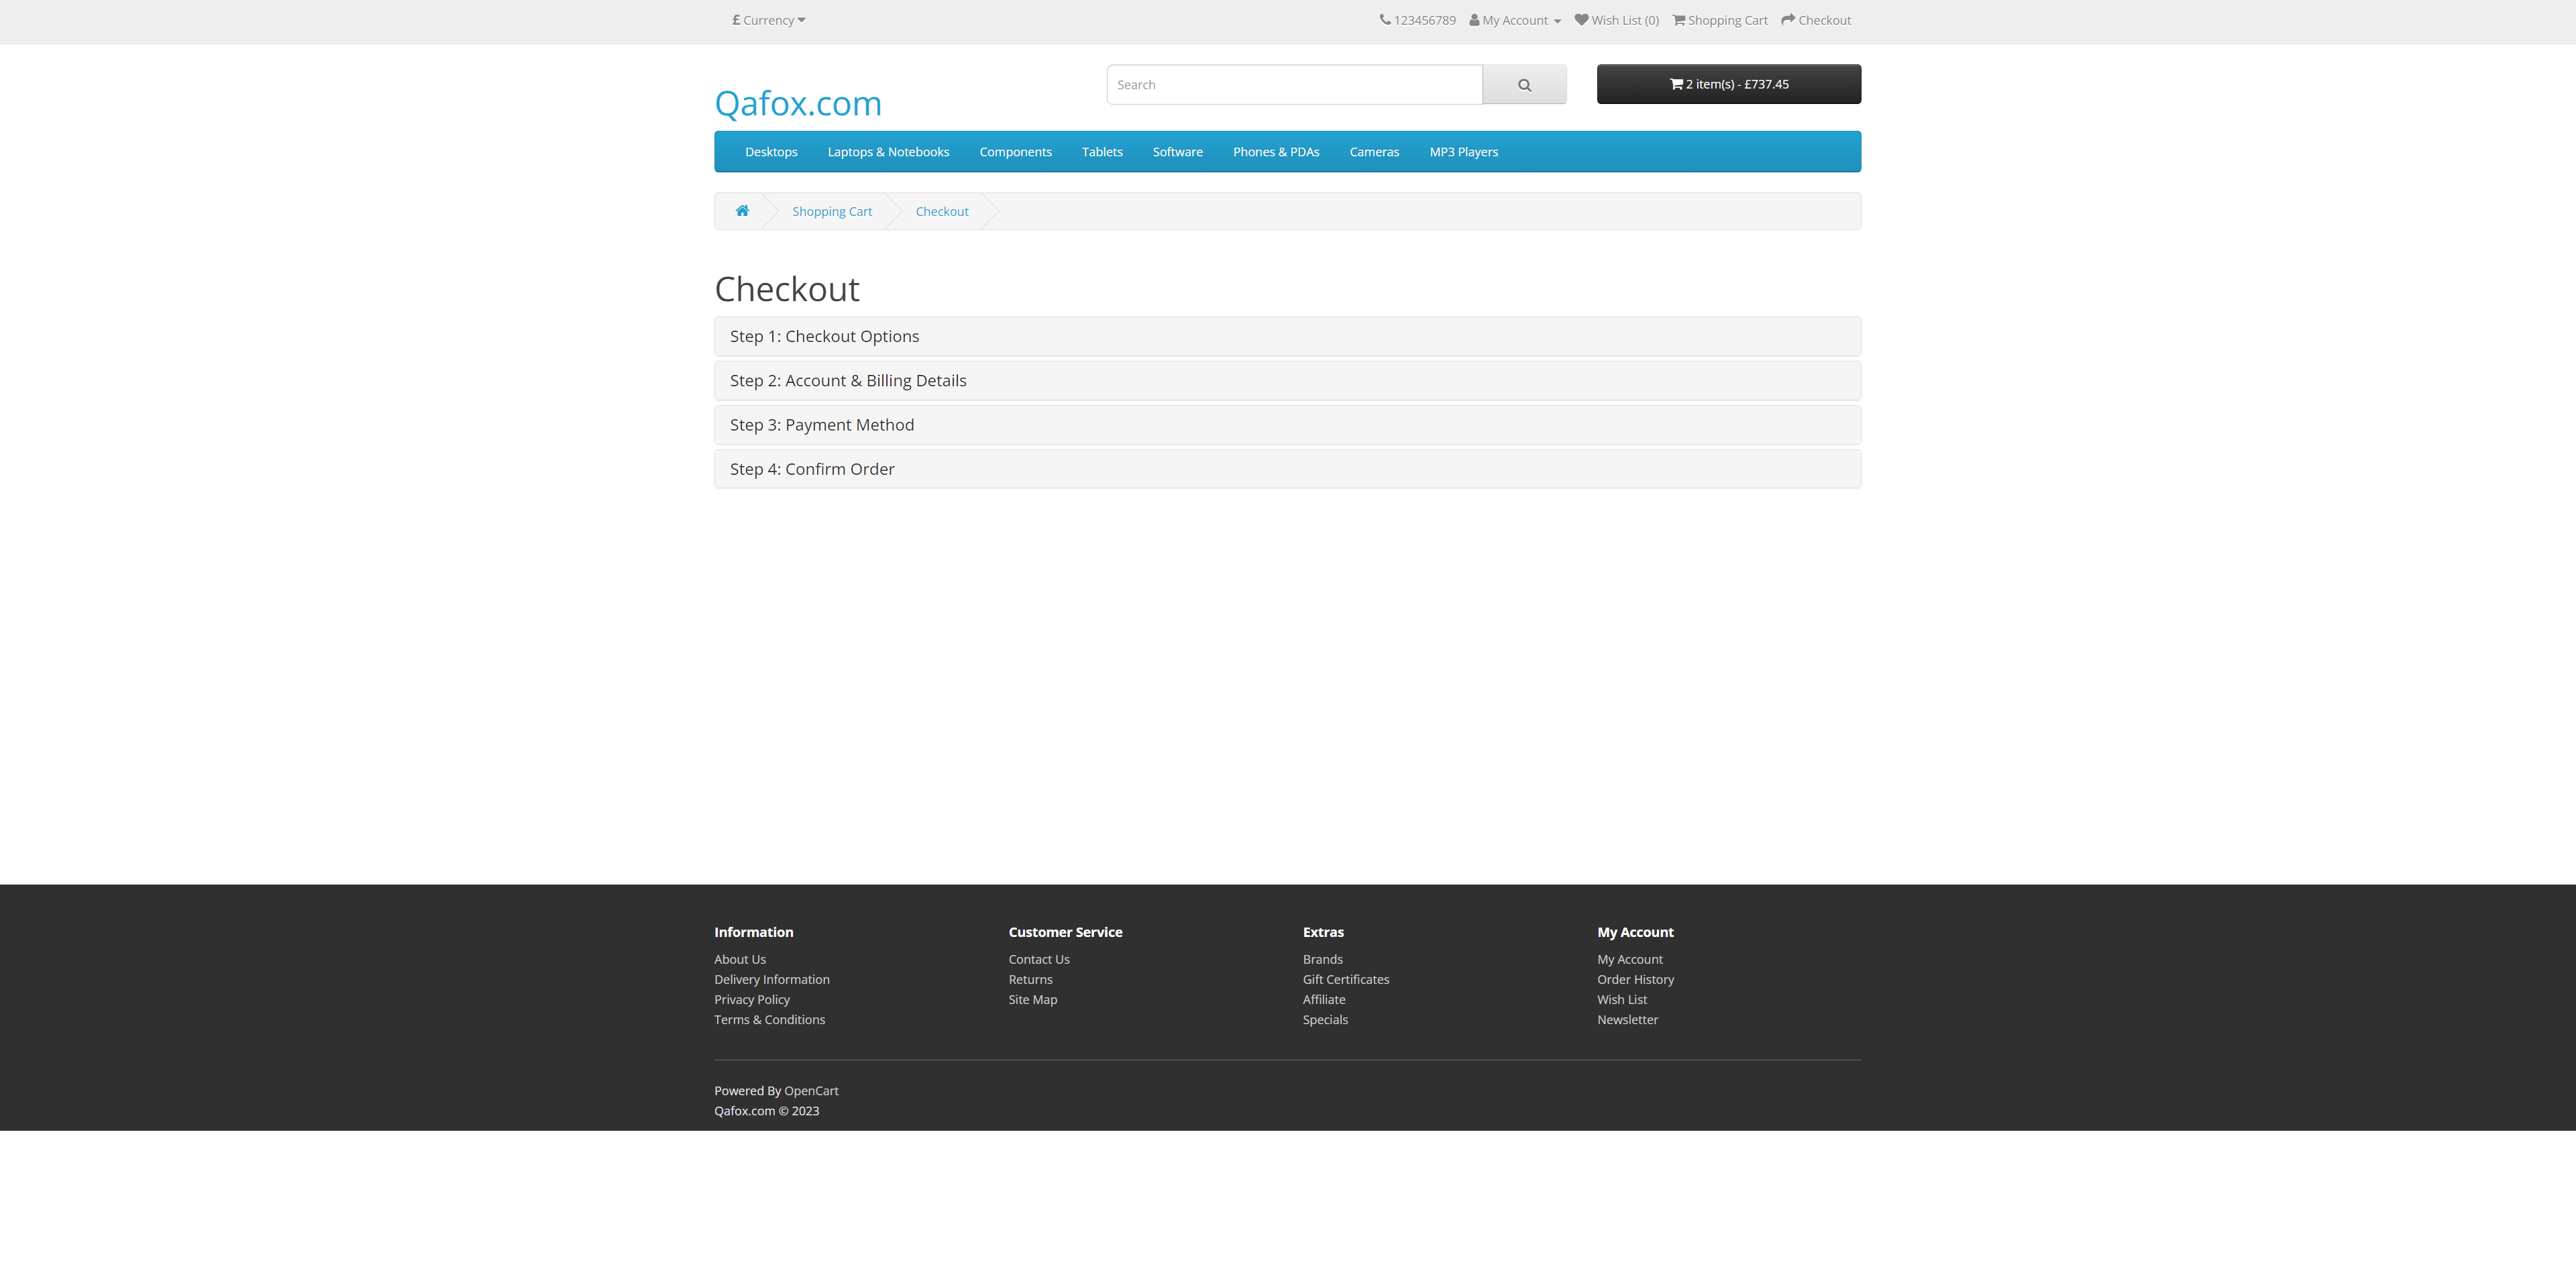 £ Currency
123456789 My Account Wish List (0) Shopping Cart Checkout
Qafox.com
Search
2 item(s) - £737.45
Desktops Laptops & Notebooks Components Tablets Software Phones & PDAs Cameras MP3 Players
Shopping Cart Checkout
Checkout
Step 1: Checkout Options
Step 2: Account & Billing Details
Step 3: Payment Method
Step 4: Confirm Order
Information
About Us
Delivery Information
Privacy Policy
Terms & Conditions
Customer Service
Contact Us
Returns
Site Map
Extras
Brands
Gift Certificates
Affiliate
Specials
My Account
My Account
Order History
Wish List
Newsletter
Powered By OpenCart
Qafox.com © 2023